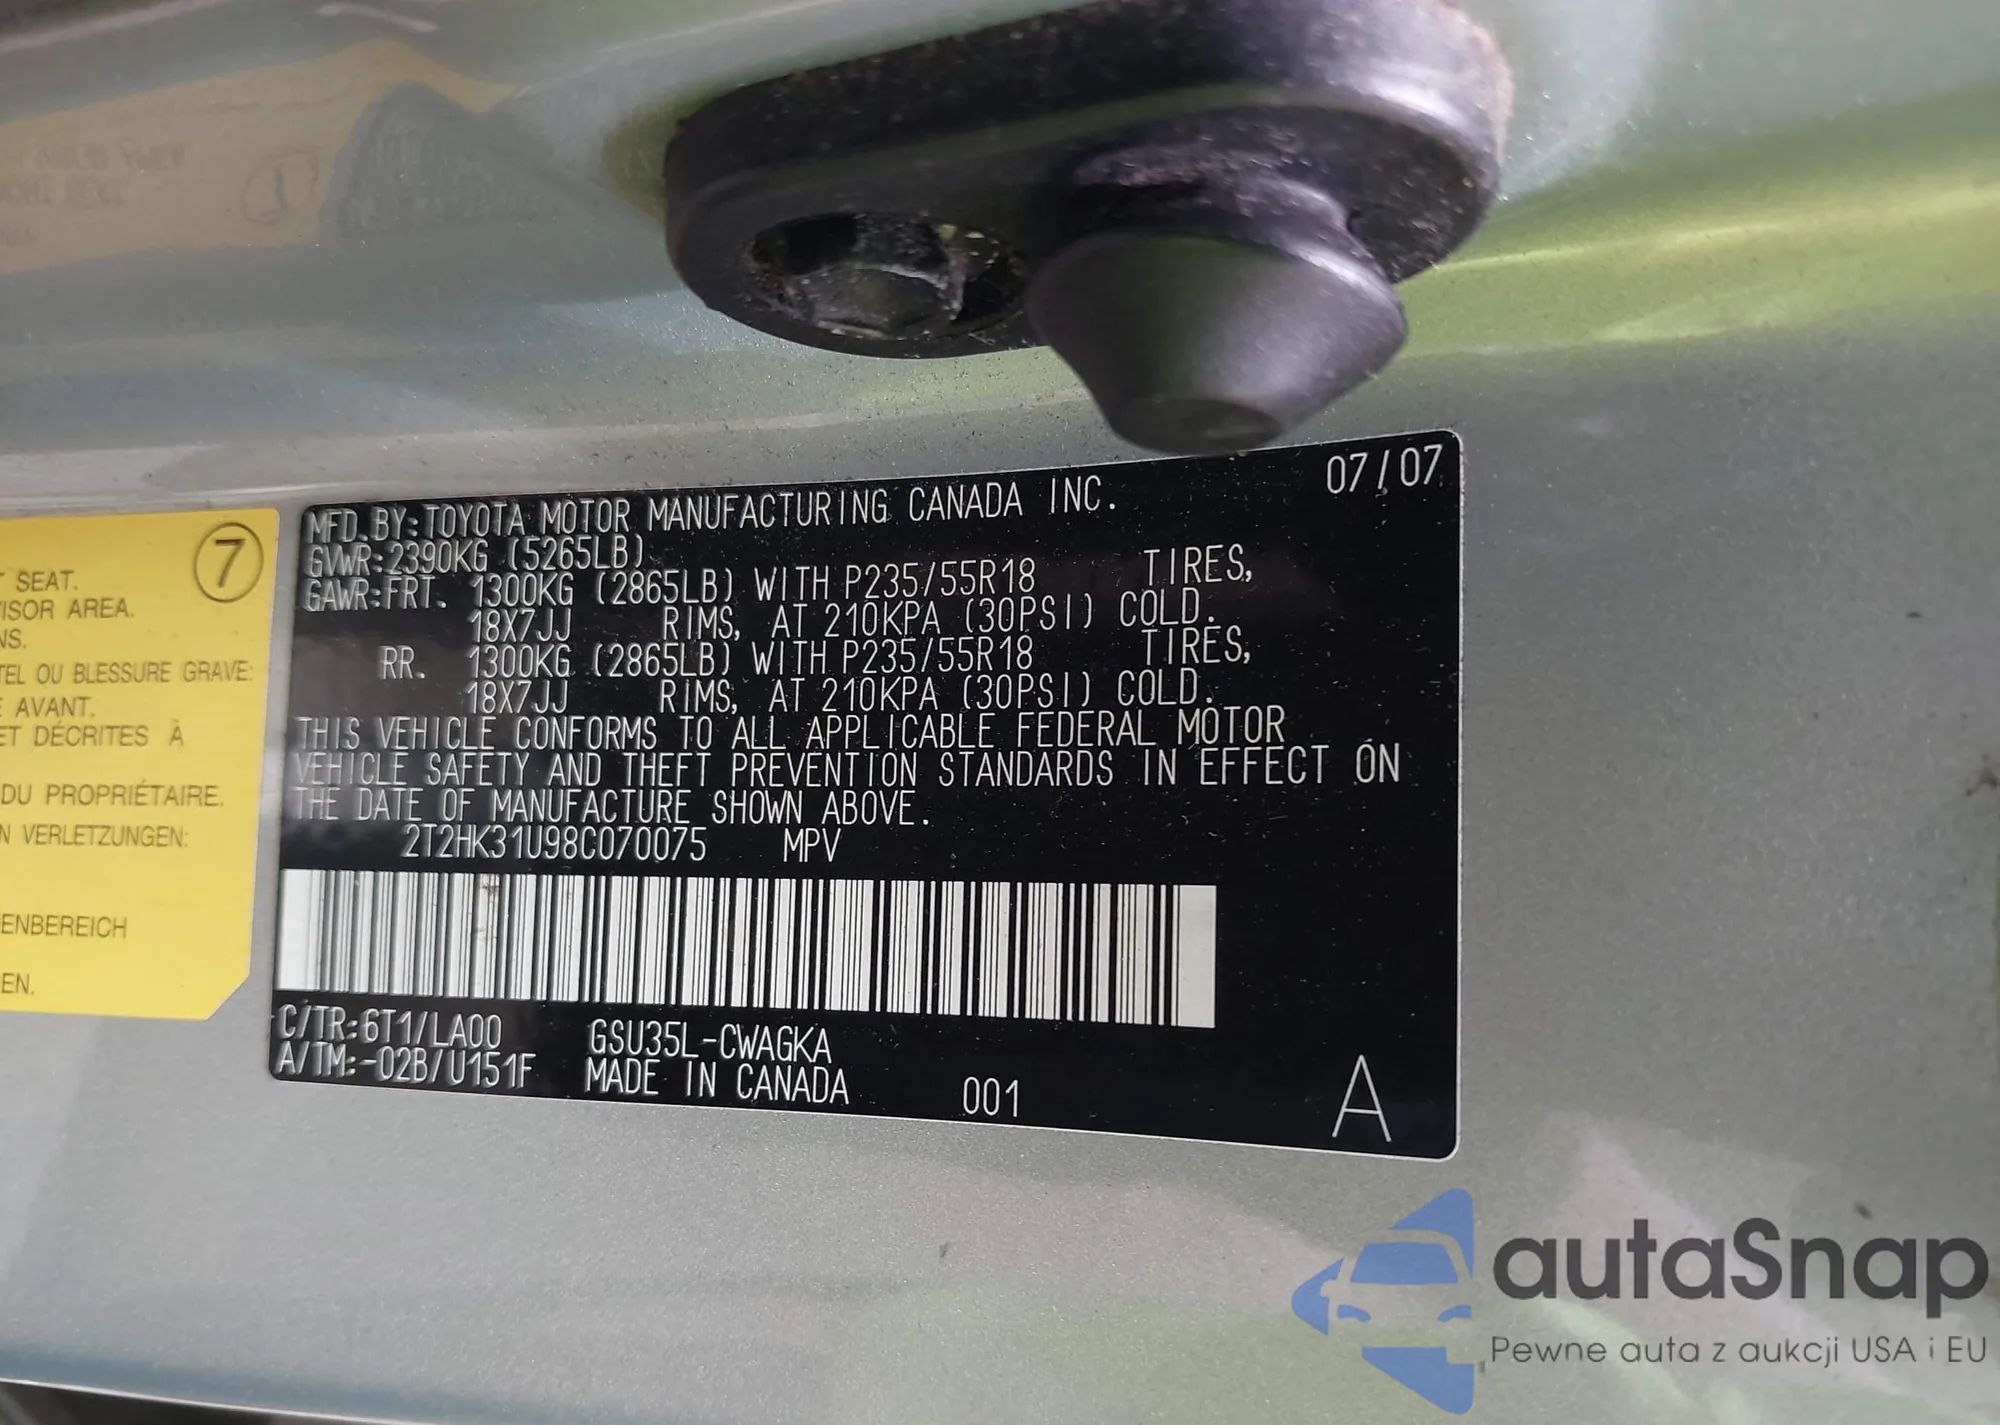 7
T SEAT.
ISOR AREA.
NS.
TEL OU BLESSURE GRAVE:
E AVANT.
ET DÉCRITES À
DU PROPRIÉTAIRE.
N VERLETZUNGEN:
ENBEREICH
EN.
07/07
MFD.BY:TOYOTA MOTOR MANUFACTURING CANADA INC.
GVWR:2390KG (5265LB)
GAWR:FRT. 1300KG (2865LB) WITH P235/55R18 TIRES,
18X7JJ RIMS, AT 210KPA (30PSI) COLD.
RR. 1300KG (2865LB) WITH P235/55R18 TIRES,
18X7JJ RIMS, AT 210KPA (30PSI) COLD.
THIS VEHICLE CONFORMS TO ALL APPLICABLE FEDERAL MOTOR
VEHICLE SAFETY AND THEFT PREVENTION STANDARDS IN EFFECT ON
THE DATE OF MANUFACTURE SHOWN ABOVE.
2T2HK31U98C070075 MPV
C/TR:6T1/LA00 GSU35L-CWAGKA
A/TM:-02B/U151F MADE IN CANADA 001 A
autaSnap
Pewne auta z aukcji USA i EU